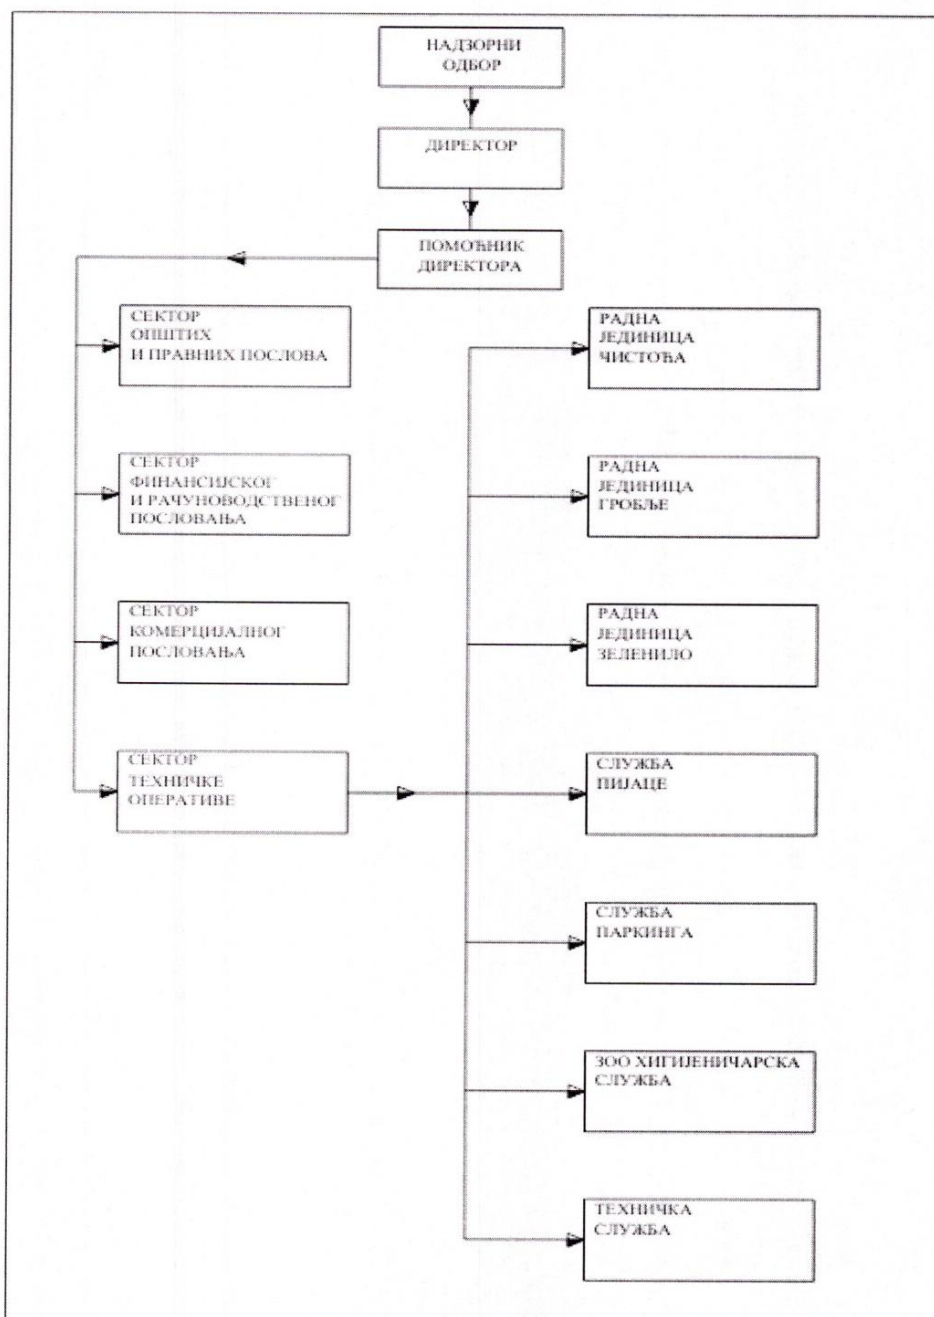 НАДЗОРНИ
ОДБОР
ДИРЕКТОР
ПОМОЋНИК
ДИРЕКТОРА
СЕКТОР
ОПШТИХ
И ПРАВНИХ ПОСЛОВА
СЕКТОР
ФИНАНСИЈСКОГ
И РАЧУНОВОДСТВЕНОГ
ПОСЛОВАЊА
СЕКТОР
КОМЕРЦИЈАЛНОГ
ПОСЛОВАЊА
СЕКТОР
ТЕХНИЧКЕ
ОПЕРАТИВЕ
РАДНА
ЈЕДИНИЦА
ЧИСТОЋА
РАДНА
ЈЕДИНИЦА
ГРОБЉЕ
РАДНА
ЈЕДИНИЦА
ЗЕЛЕНИЛО
СЛУЖБА
ПИЈАЦЕ
СЛУЖБА
ПАРКИНГА
ЗОО ХИГИЈЕНИЧАРСКА
СЛУЖБА
ТЕХНИЧКА
СЛУЖБА